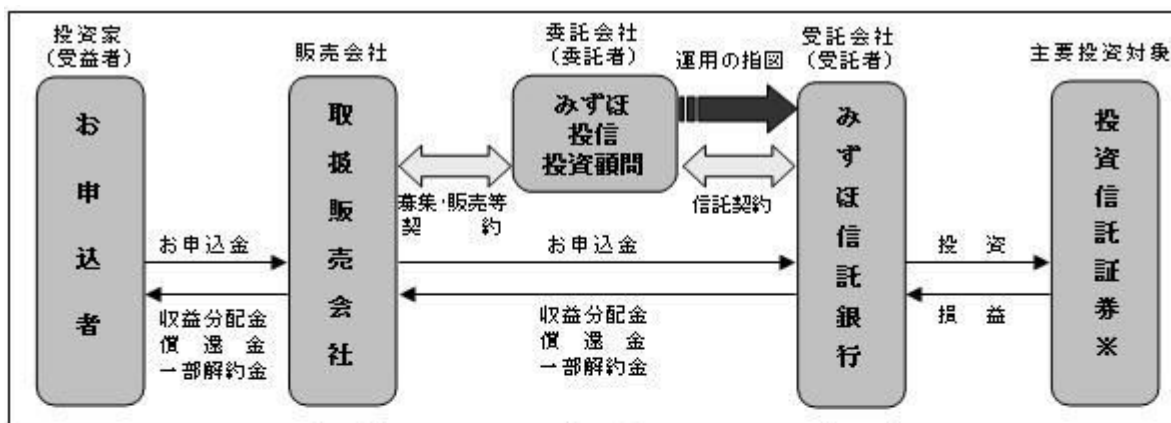 投資家
(受益者)
お申込者
販売会社
取扱販売会社
委託会社
(委託者)
みずほ
投信
投資顧問
運用の指図
受託会社
(受託者)
みずほ信託銀行
主要投資対象
投資信託証券※
募集・販売等
契約
信託契約
お申込金
収益分配金
償還金
一部解約金
お申込金
収益分配金
償還金
一部解約金
投資
損益